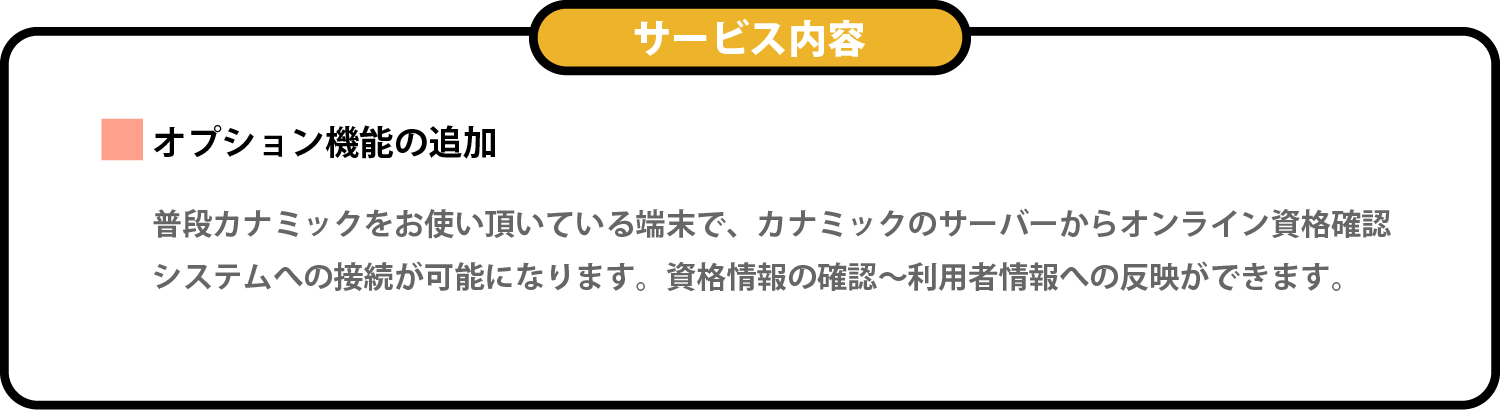 サービス内容
オプション機能の追加
普段カナミックをお使い頂いている端末で、カナミックのサーバーからオンライン資格確認
システムへの接続が可能になります。資格情報の確認～利用者情報への反映ができます。